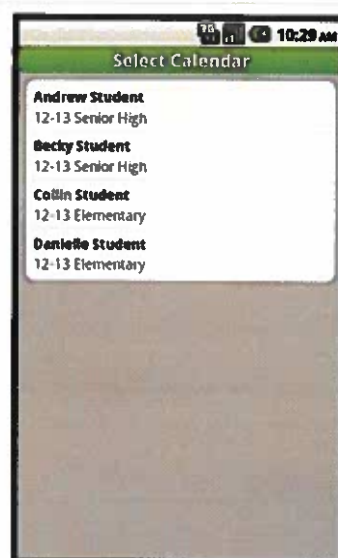 10:29 AM
Select Calendar
Andrew Student
12-13 Senior High
Becky Student
12-13 Senior High
Collin Student
12-13 Elementary
Danielle Student
12-13 Elementary